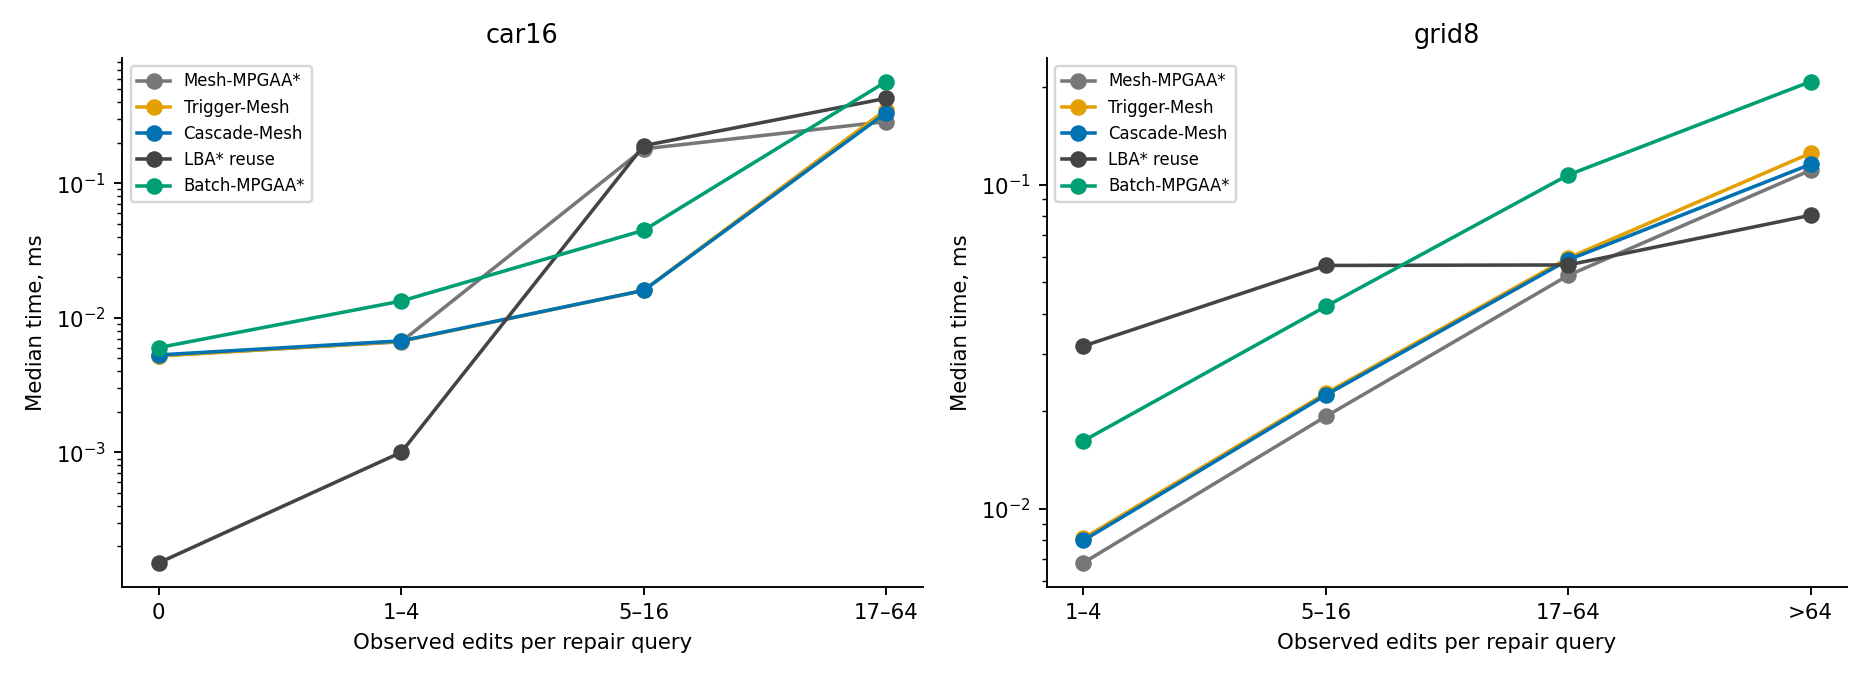 car16
Mesh-MPGAA*
Trigger-Mesh
Cascade-Mesh
LBA* reuse
Batch-MPGAA*
10⁻¹
10⁻²
10⁻³
Median time, ms
0
1–4
5–16
17–64
Observed edits per repair query
grid8
Mesh-MPGAA*
Trigger-Mesh
Cascade-Mesh
LBA* reuse
Batch-MPGAA*
10⁻¹
10⁻²
Median time, ms
1–4
5–16
17–64
>64
Observed edits per repair query